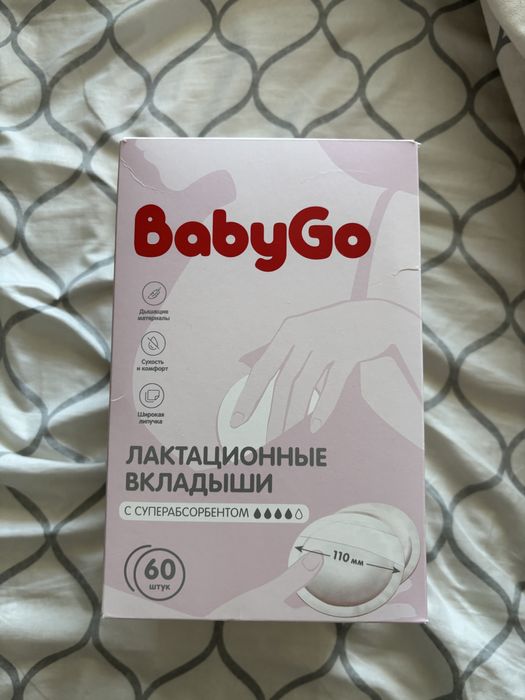 BabyGo
Дышащие
материалы
Сухость
и комфорт
Широкая
липучка
ЛАКТАЦИОННЫЕ
ВКЛАДЫШИ
С СУПЕРАБСОРБЕНТОМ
110 мм
60
штук